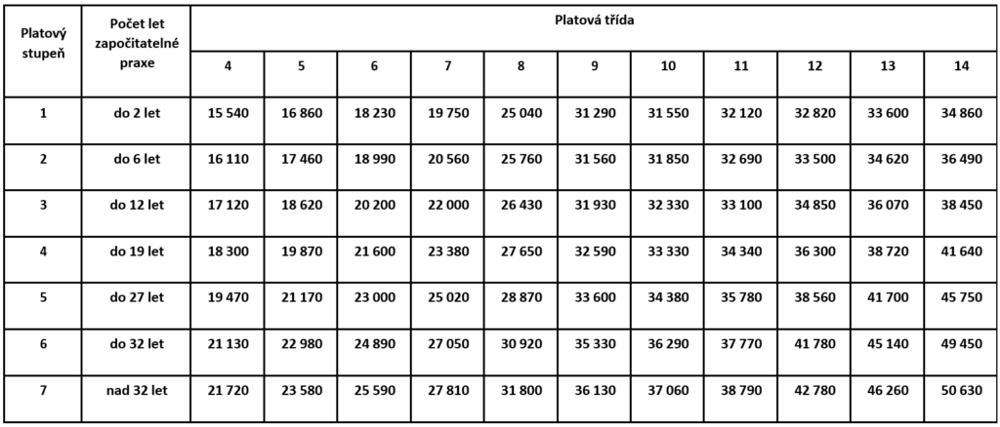 Platový stupeň Počet let započitatelné praxe Platová třída
4 5 6 7 8 9 10 11 12 13 14
1 do 2 let 15 540 16 860 18 230 19 750 25 040 31 290 31 550 32 120 32 820 33 600 34 860
2 do 6 let 16 110 17 460 18 990 20 560 25 760 31 560 31 850 32 690 33 500 34 620 36 490
3 do 12 let 17 120 18 620 20 200 22 000 26 430 31 930 32 330 33 100 34 850 36 070 38 450
4 do 19 let 18 300 19 870 21 600 23 380 27 650 32 590 33 330 34 340 36 300 38 720 41 640
5 do 27 let 19 470 21 170 23 000 25 020 28 870 33 600 34 380 35 780 38 560 41 700 45 750
6 do 32 let 21 130 22 980 24 890 27 050 30 920 35 330 36 290 37 770 41 780 45 140 49 450
7 nad 32 let 21 720 23 580 25 590 27 810 31 800 36 130 37 060 38 790 42 780 46 260 50 630